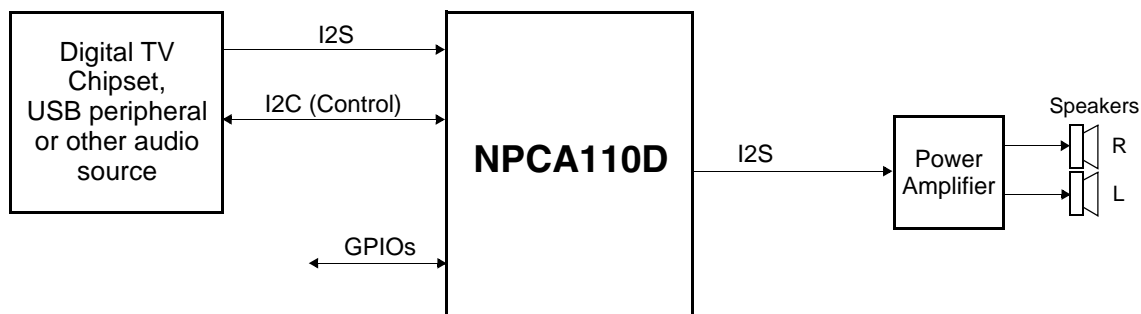 Digital TV
Chipset,
USB peripheral
or other audio
source
I2S
I2C (Control)
GPIOs
NPCA110D
I2S
Power
Amplifier
Speakers
R
L